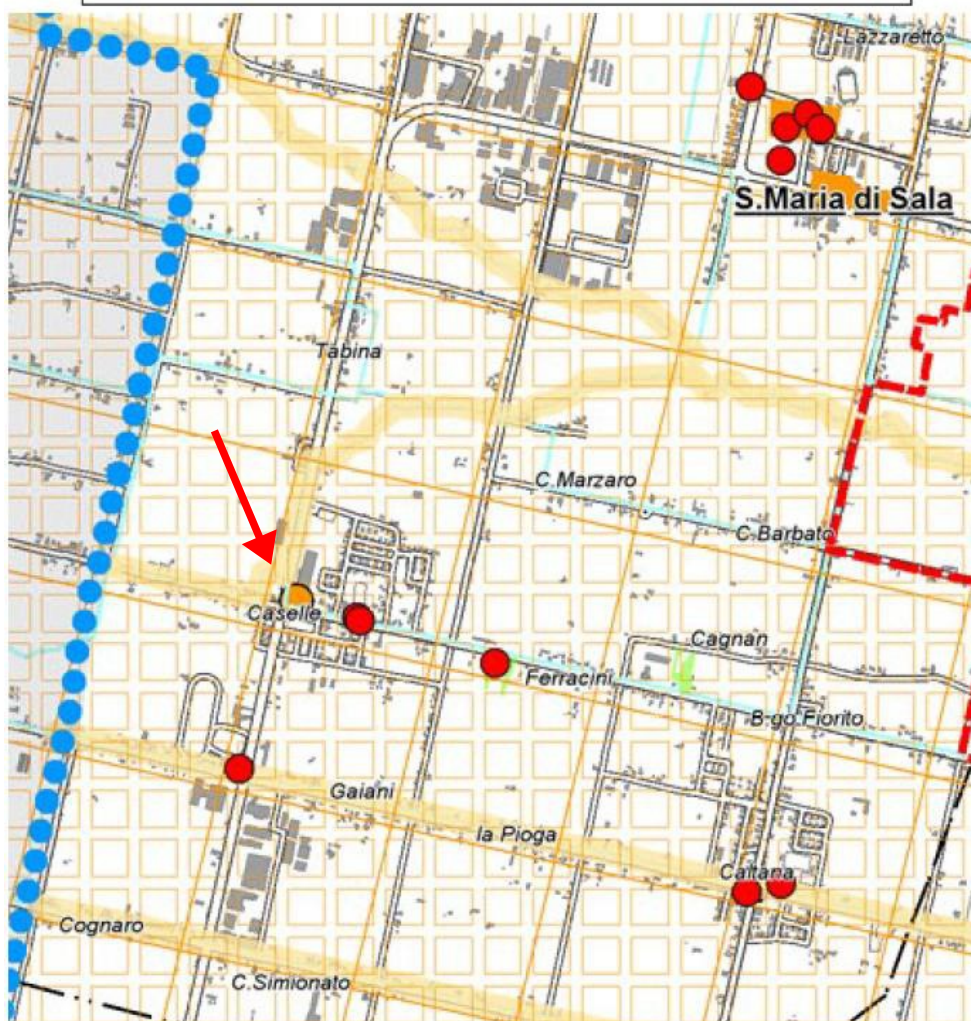 Lazzaretto
S.Maria di Sala
Tabina
C.Marzaro
C.Barbato
Caselle
Cagnan
Ferracini
B.go Fiorito
Gaiani
la Pioga
Caltana
Cognaro
C.Simionato